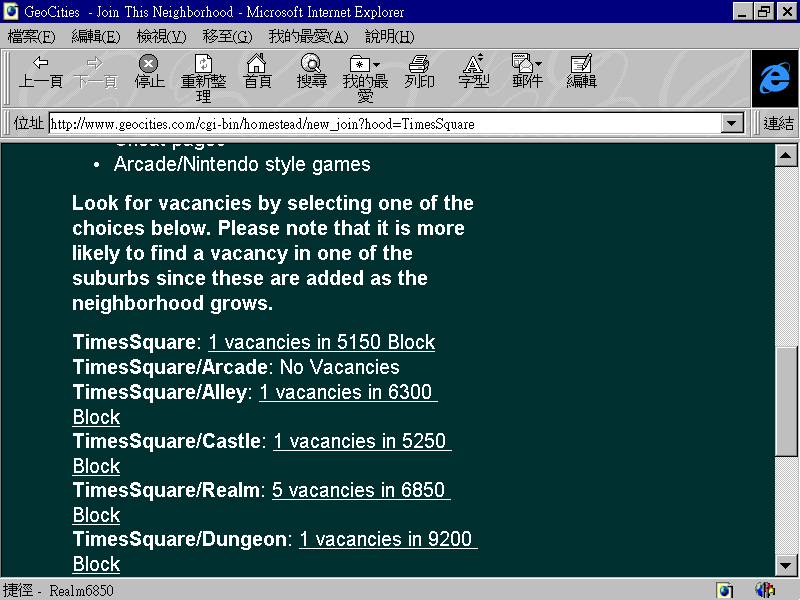 GeoCities - Join This Neighborhood - Microsoft Internet Explorer
檔案(F) 編輯(E) 檢視(V) 移至(G) 我的最愛(A) 說明(H)
上一頁 下一頁 停止 重新整理 首頁 搜尋 我的最愛 列印 字型 郵件 編輯
位址 http://www.geocities.com/cgi-bin/homestead/new_join?hood=TimesSquare 連結
• Cheat pages
• Arcade/Nintendo style games
Look for vacancies by selecting one of the
choices below. Please note that it is more
likely to find a vacancy in one of the
suburbs since these are added as the
neighborhood grows.
TimesSquare: 1 vacancies in 5150 Block
TimesSquare/Arcade: No Vacancies
TimesSquare/Alley: 1 vacancies in 6300
Block
TimesSquare/Castle: 1 vacancies in 5250
Block
TimesSquare/Realm: 5 vacancies in 6850
Block
TimesSquare/Dungeon: 1 vacancies in 9200
Block
捷徑 - Realm6850